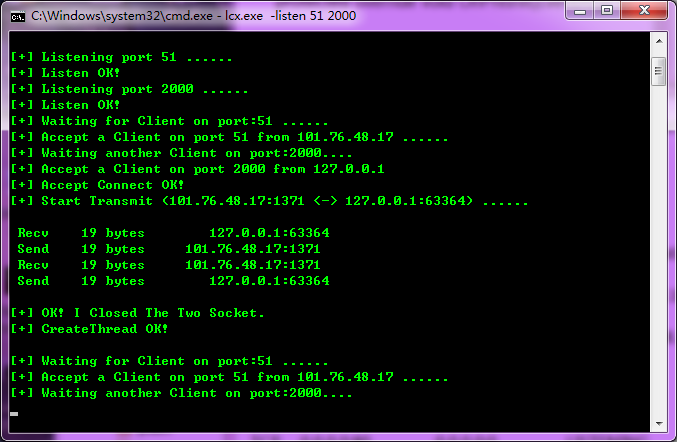 C:\Windows\system32\cmd.exe - lcx.exe  -listen 51 2000
[+] Listening port 51 ......
[+] Listen OK!
[+] Listening port 2000 ......
[+] Listen OK!
[+] Waiting for Client on port:51 ......
[+] Accept a Client on port 51 from 101.76.48.17 ......
[+] Waiting another Client on port:2000....
[+] Accept a Client on port 2000 from 127.0.0.1
[+] Accept Connect OK!
[+] Start Transmit (101.76.48.17:1371 <-> 127.0.0.1:63364) ......
Recv    19 bytes        127.0.0.1:63364
Send    19 bytes     101.76.48.17:1371
Recv    19 bytes     101.76.48.17:1371
Send    19 bytes        127.0.0.1:63364
[+] OK! I Closed The Two Socket.
[+] CreateThread OK!
[+] Waiting for Client on port:51 ......
[+] Accept a Client on port 51 from 101.76.48.17 ......
[+] Waiting another Client on port:2000....